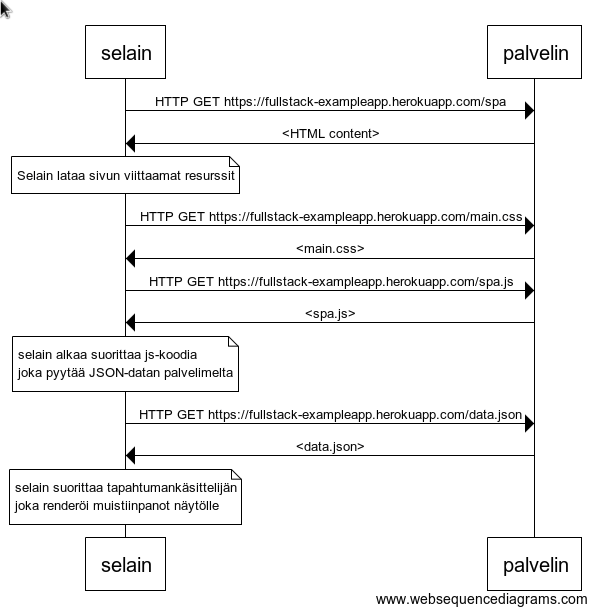 selain palvelin
HTTP GET https://fullstack-exampleapp.herokuapp.com/spa
<HTML content>
Selain lataa sivun viittaamat resurssit
HTTP GET https://fullstack-exampleapp.herokuapp.com/main.css
<main.css>
HTTP GET https://fullstack-exampleapp.herokuapp.com/spa.js
<spa.js>
selain alkaa suorittaa js-koodia
joka pyytää JSON-datan palvelimelta
HTTP GET https://fullstack-exampleapp.herokuapp.com/data.json
<data.json>
selain suorittaa tapahtumankäsittelijän
joka renderöi muistiinpanot näytölle
selain palvelin
www.websequencediagrams.com